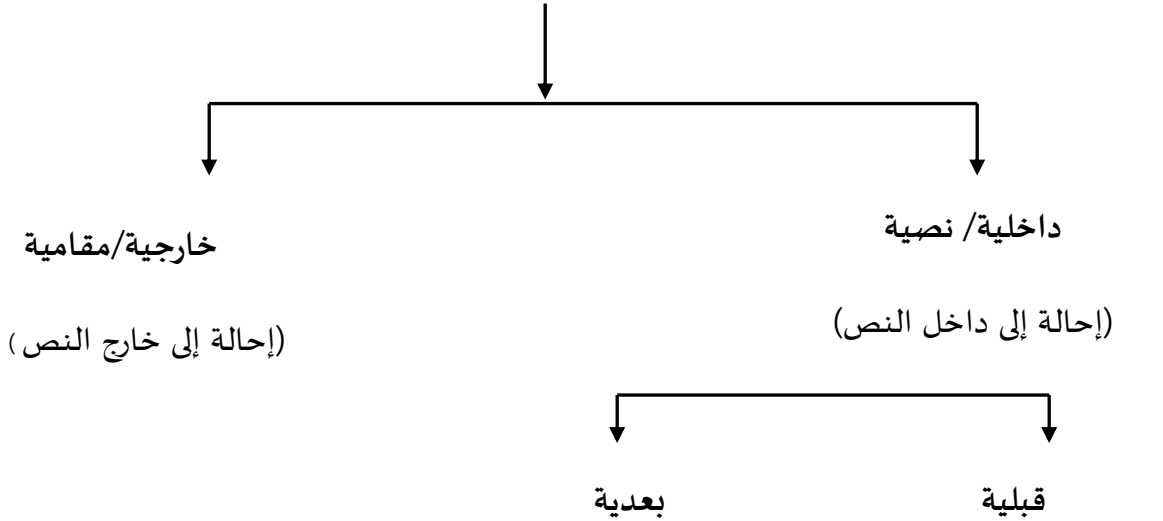 داخلية/ نصية
خارجية/مقامية
(إحالة إلى داخل النص)
(إحالة إلى خارج النص)
قبلية
بعدية